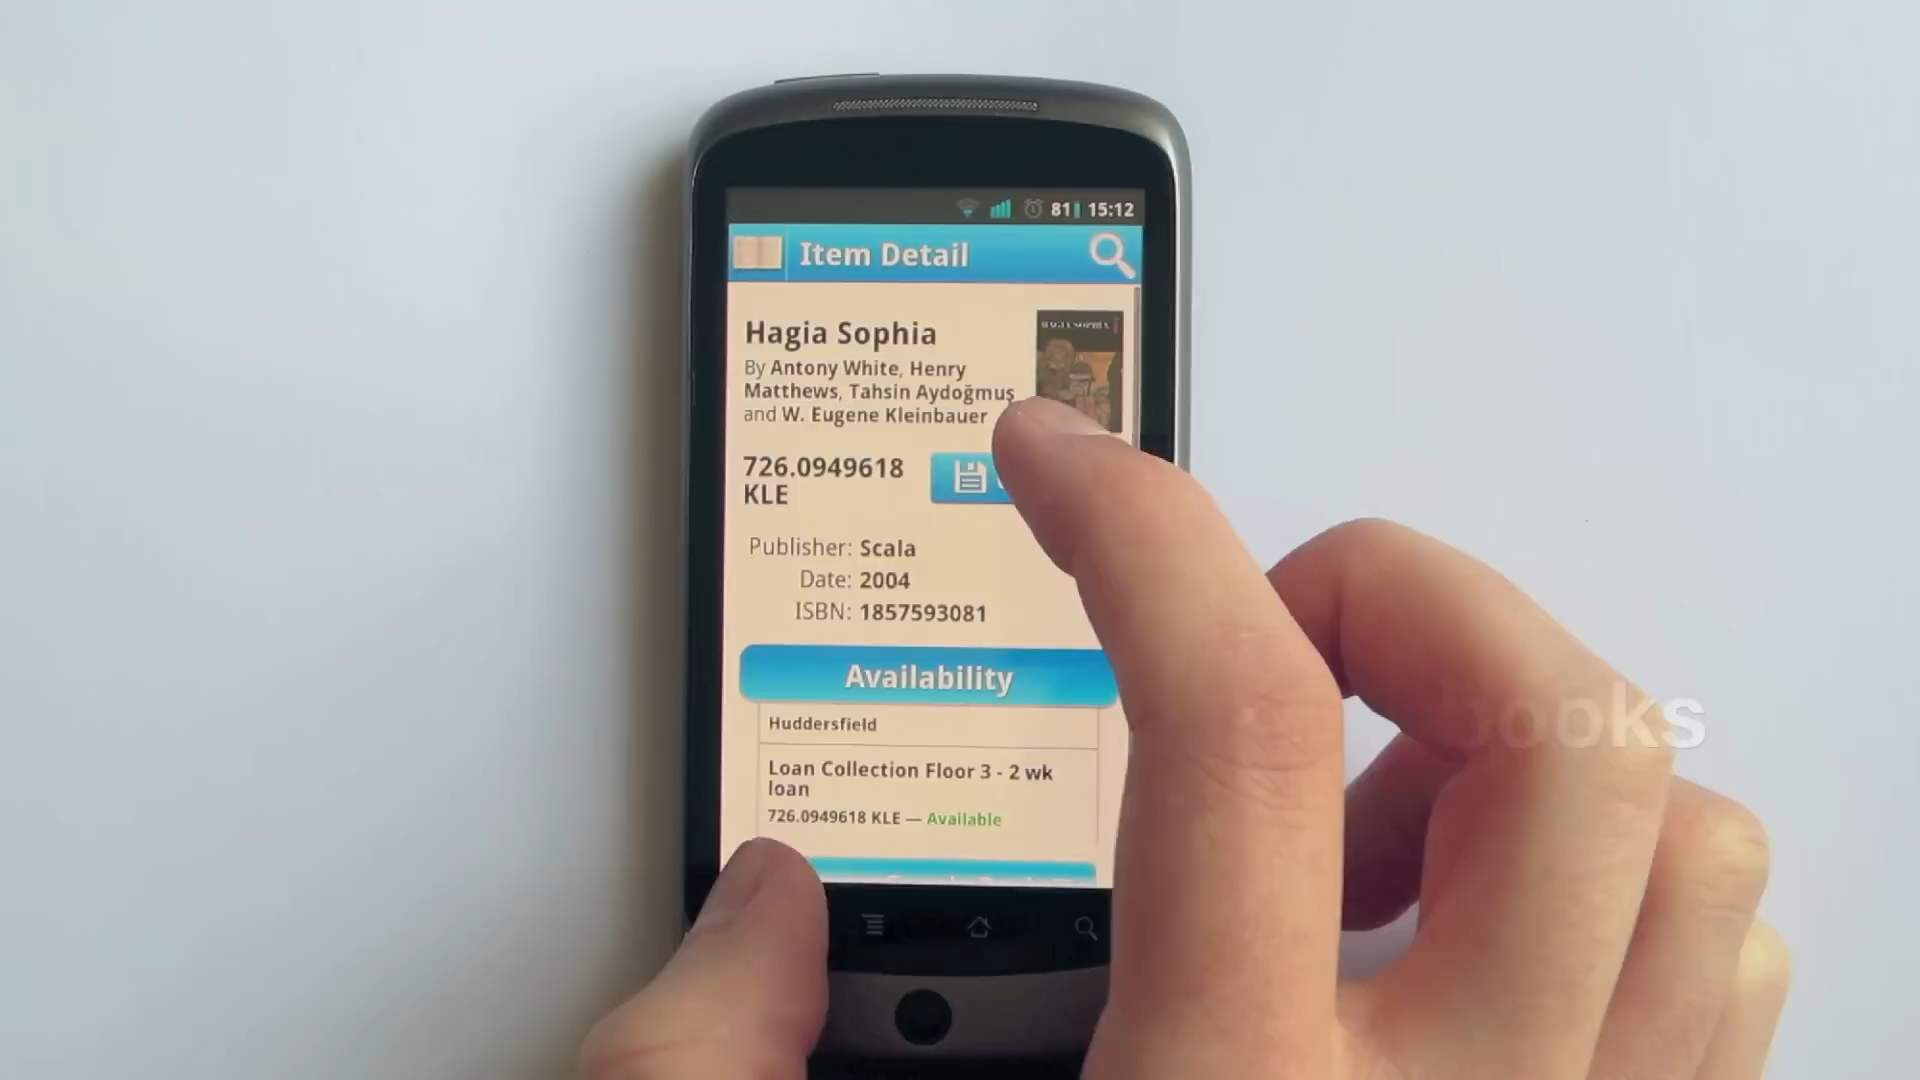 81 15:12
Item Detail
Hagia Sophia
HAGIA SOPHIA
By Antony White, Henry
Matthews, Tahsin Aydoğmuş
and W. Eugene Kleinbauer
726.0949618
KLE
Publisher: Scala
Date: 2004
ISBN: 1857593081
Availability
Huddersfield
Loan Collection Floor 3 - 2 wk
loan
726.0949618 KLE — Available
books